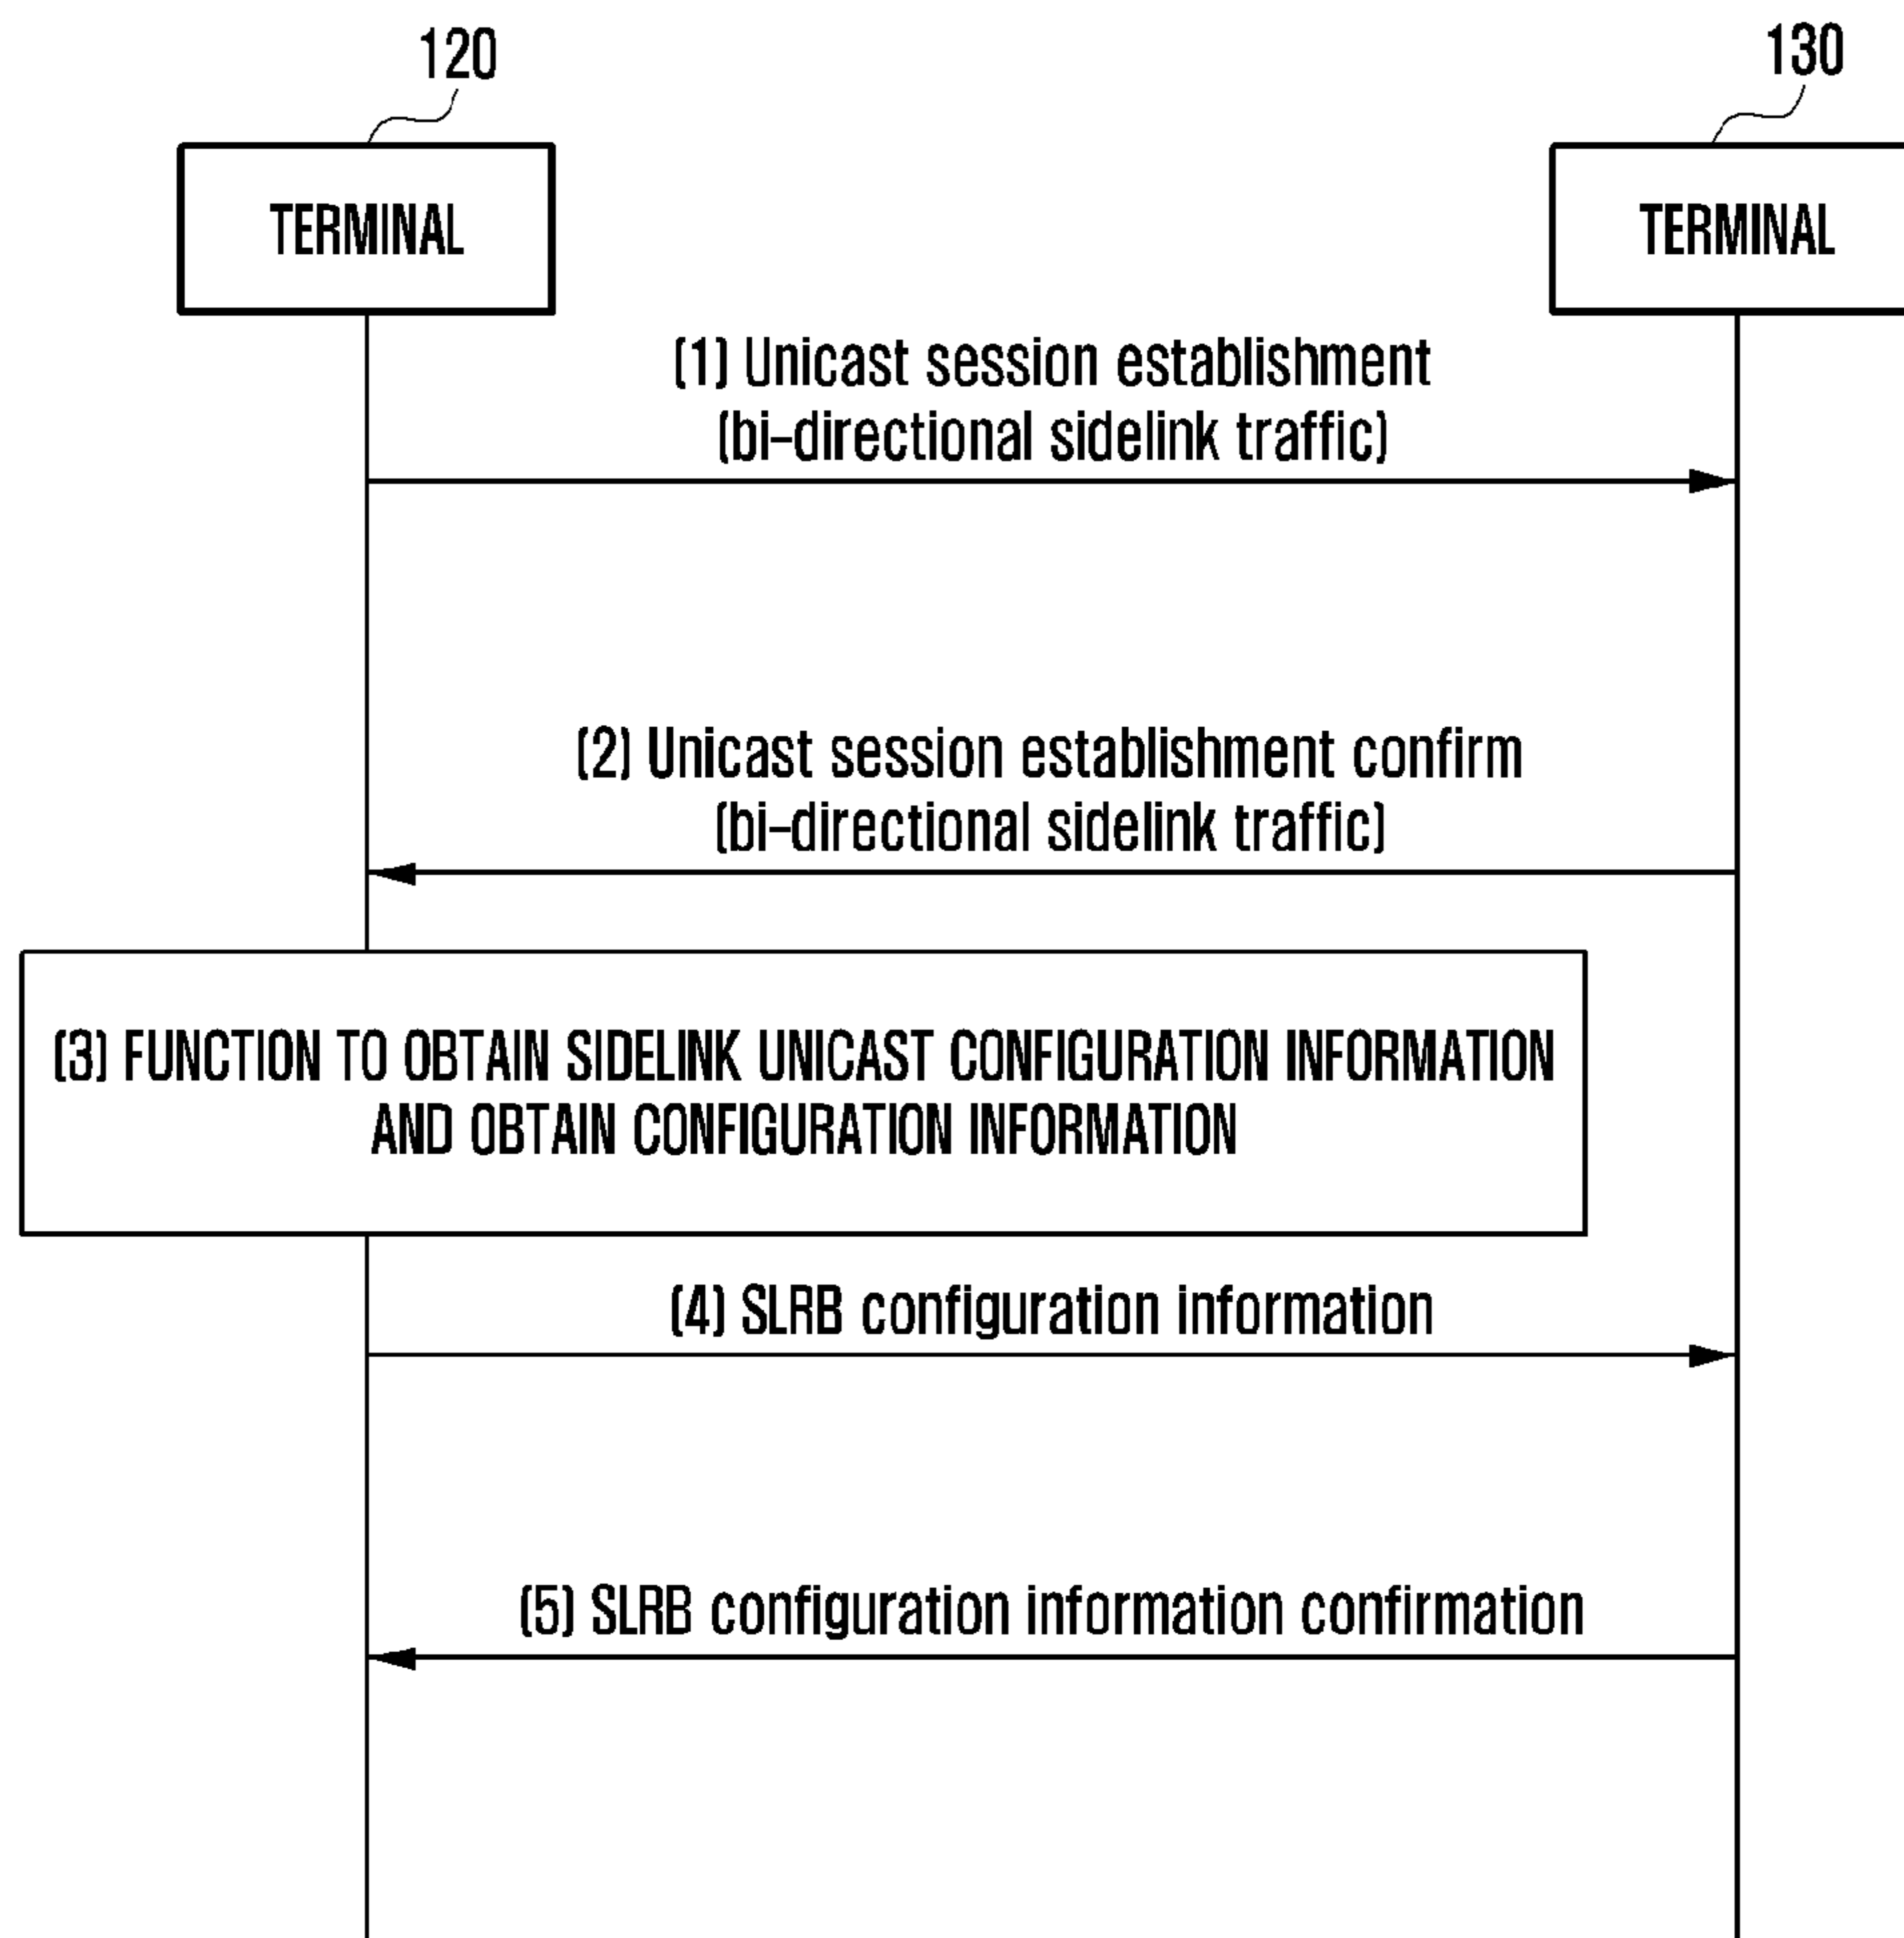 120
130
TERMINAL
TERMINAL
(1) Unicast session establishment
(bi-directional sidelink traffic)
(2) Unicast session establishment confirm
(bi-directional sidelink traffic)
(3) FUNCTION TO OBTAIN SIDELINK UNICAST CONFIGURATION INFORMATION
AND OBTAIN CONFIGURATION INFORMATION
(4) SLRB configuration information
(5) SLRB configuration information confirmation